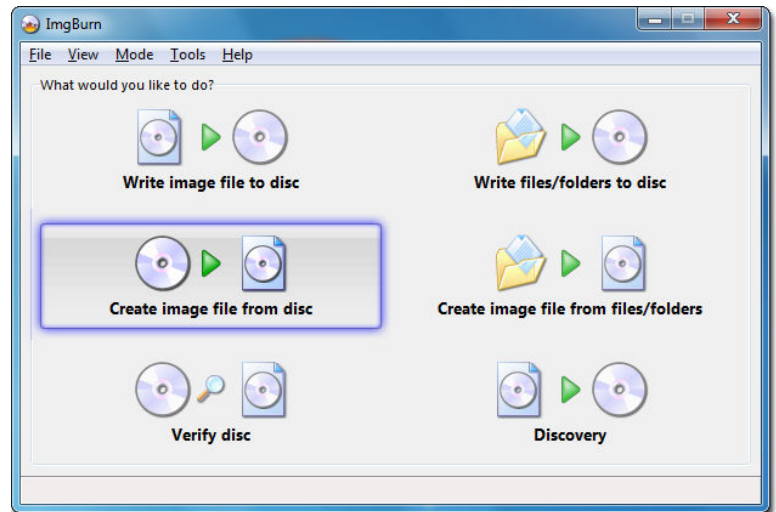 ImgBurn
File View Mode Tools Help
What would you like to do?
Write image file to disc
Write files/folders to disc
Create image file from disc
Create image file from files/folders
Verify disc
Discovery